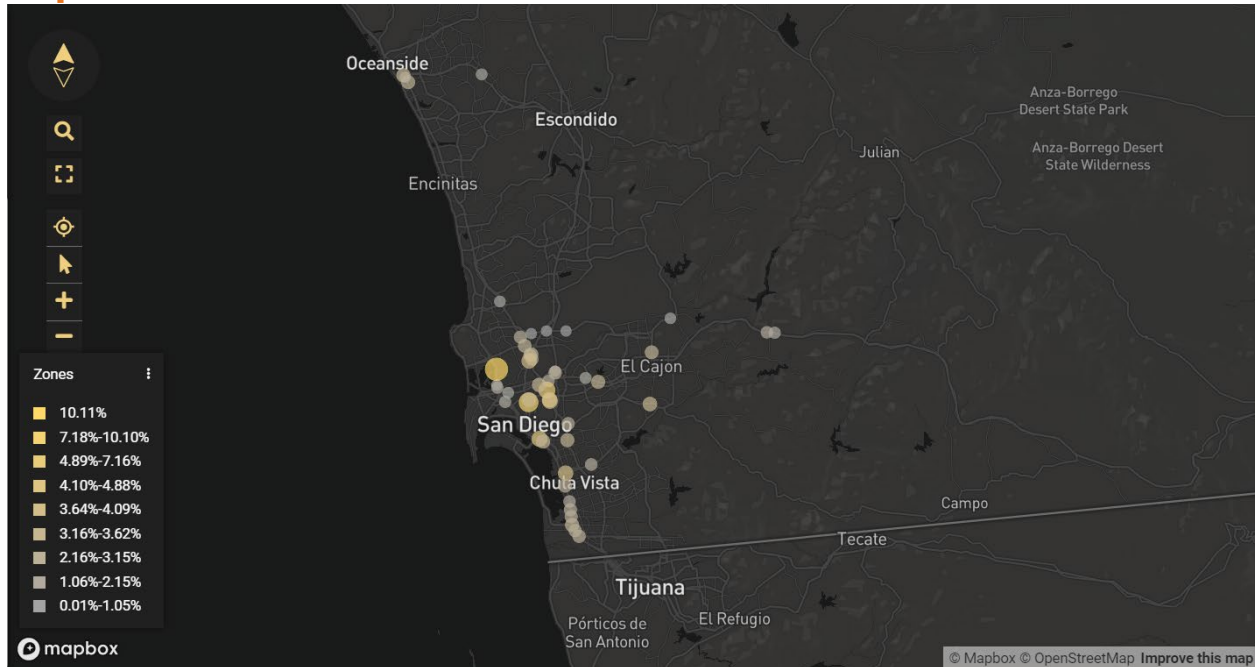 Oceanside
Escondido
Encinitas
Anza-Borrego
Desert State Park
Julian
Anza-Borrego Desert
State Wilderness
El Cajon
San Diego
Chula Vista
Campo
Tecate
Tijuana
El Refugio
Pórticos de
San Antonio
Zones
10.11%
7.18%-10.10%
4.89%-7.16%
4.10%-4.88%
3.64%-4.09%
3.16%-3.62%
2.16%-3.15%
1.06%-2.15%
0.01%-1.05%
mapbox
© Mapbox © OpenStreetMap Improve this map